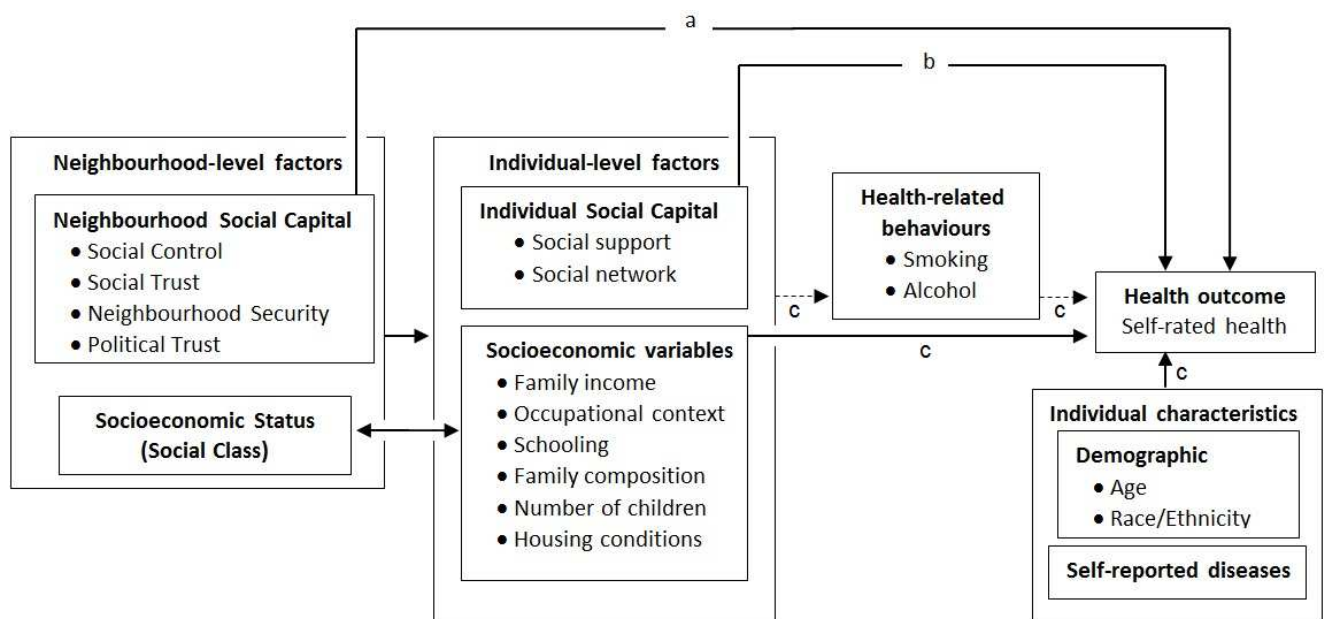 a
b
Neighbourhood-level factors
Neighbourhood Social Capital
● Social Control
● Social Trust
● Neighbourhood Security
● Political Trust
Socioeconomic Status
(Social Class)
Individual-level factors
Individual Social Capital
● Social support
● Social network
Socioeconomic variables
● Family income
● Occupational context
● Schooling
● Family composition
● Number of children
● Housing conditions
Health-related
behaviours
● Smoking
● Alcohol
c
c
c
Health outcome
Self-rated health
c
Individual characteristics
Demographic
● Age
● Race/Ethnicity
Self-reported diseases